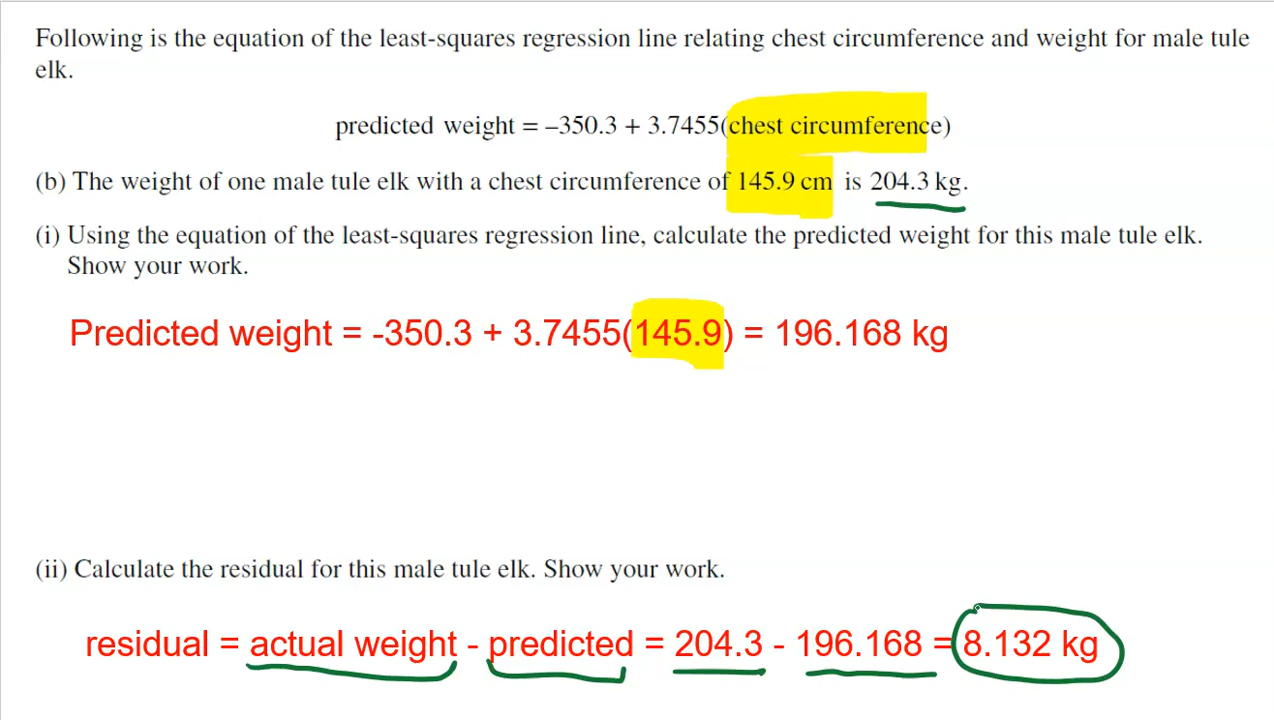 Following is the equation of the least-squares regression line relating chest circumference and weight for male tule
elk.
predicted weight = –350.3 + 3.7455(chest circumference)
(b) The weight of one male tule elk with a chest circumference of 145.9 cm is 204.3 kg.
(i) Using the equation of the least-squares regression line, calculate the predicted weight for this male tule elk.
Show your work.
Predicted weight = -350.3 + 3.7455(145.9) = 196.168 kg
(ii) Calculate the residual for this male tule elk. Show your work.
residual = actual weight - predicted = 204.3 - 196.168 = 8.132 kg